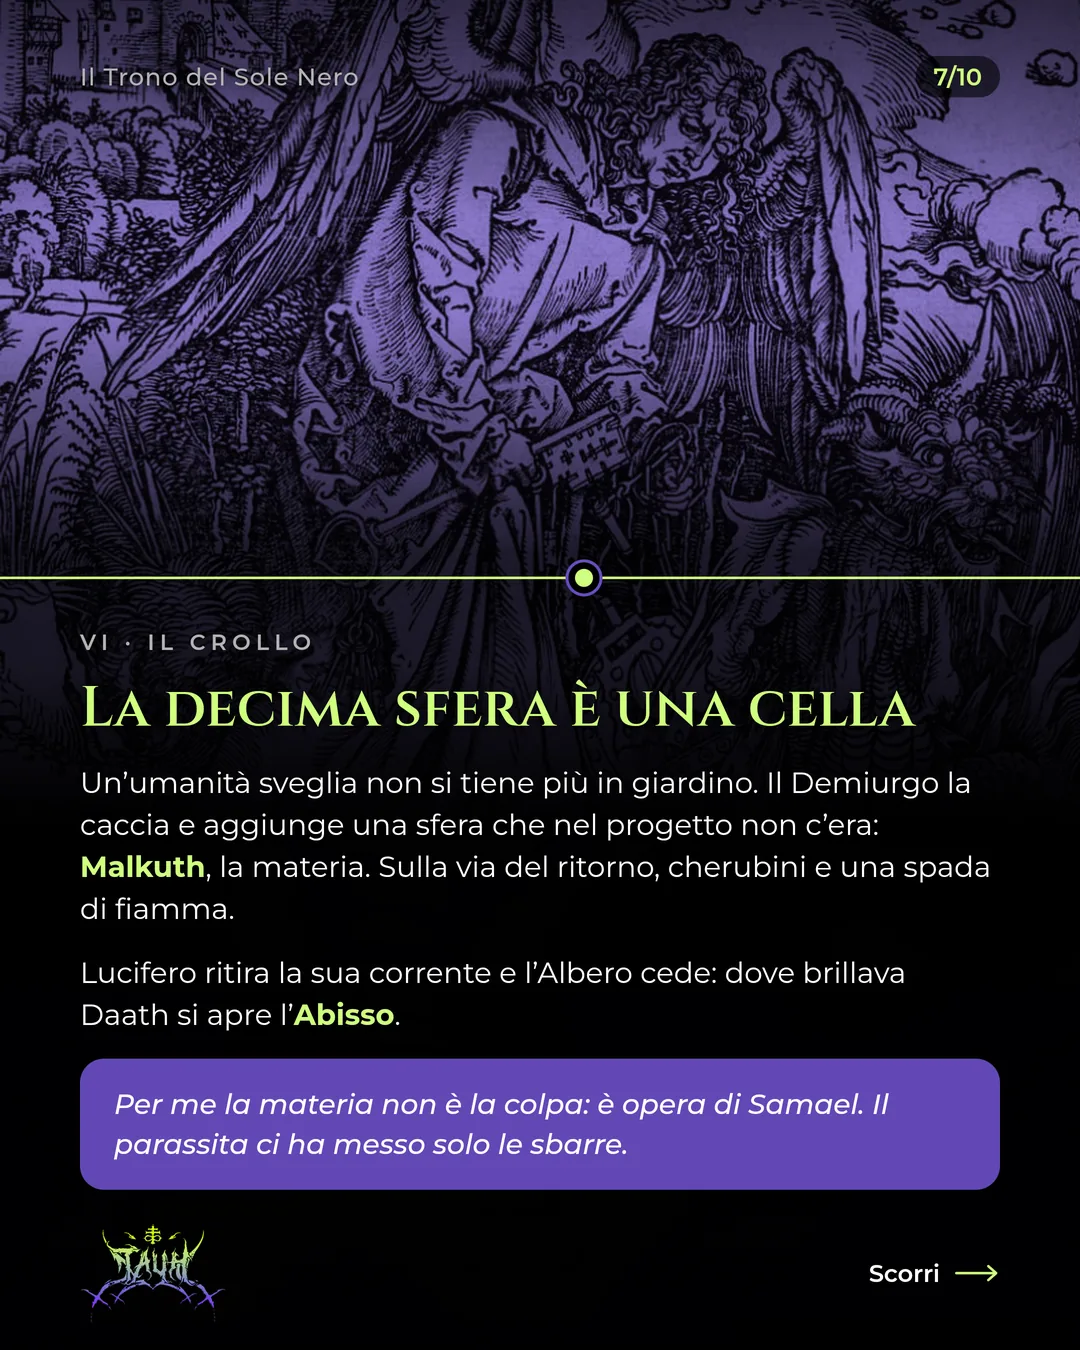 Il Trono del Sole Nero
7/10
VI · IL CROLLO
La decima sfera è una cella
Un’umanità sveglia non si tiene più in giardino. Il Demiurgo la
caccia e aggiunge una sfera che nel progetto non c’era:
Malkuth, la materia. Sulla via del ritorno, cherubini e una spada
di fiamma.
Lucifero ritira la sua corrente e l’Albero cede: dove brillava
Daath si apre l’Abisso.
Per me la materia non è la colpa: è opera di Samael. Il
parassita ci ha messo solo le sbarre.
Scorri